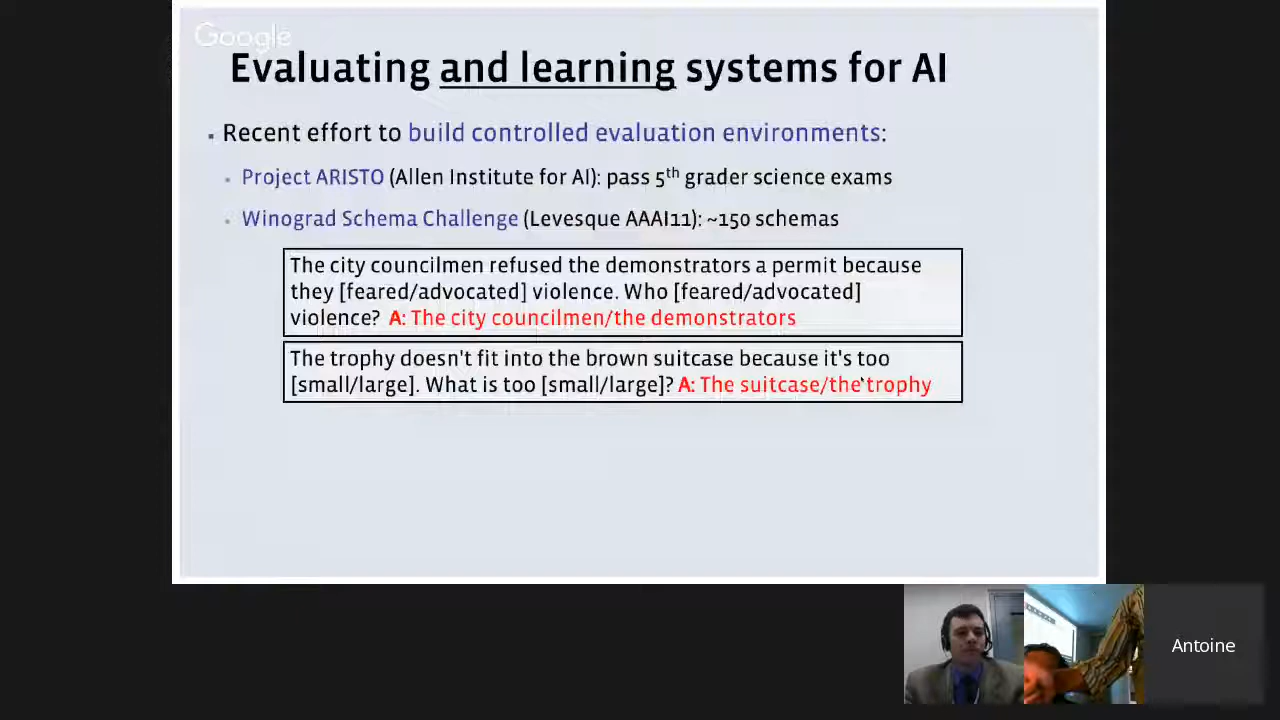 Google
Evaluating and learning systems for AI
Recent effort to build controlled evaluation environments:
Project ARISTO (Allen Institute for AI): pass 5th grader science exams
Winograd Schema Challenge (Levesque AAAI11): ~150 schemas
The city councilmen refused the demonstrators a permit because
they [feared/advocated] violence. Who [feared/advocated]
violence? A: The city councilmen/the demonstrators
The trophy doesn't fit into the brown suitcase because it's too
[small/large]. What is too [small/large]? A: The suitcase/the trophy
Antoine